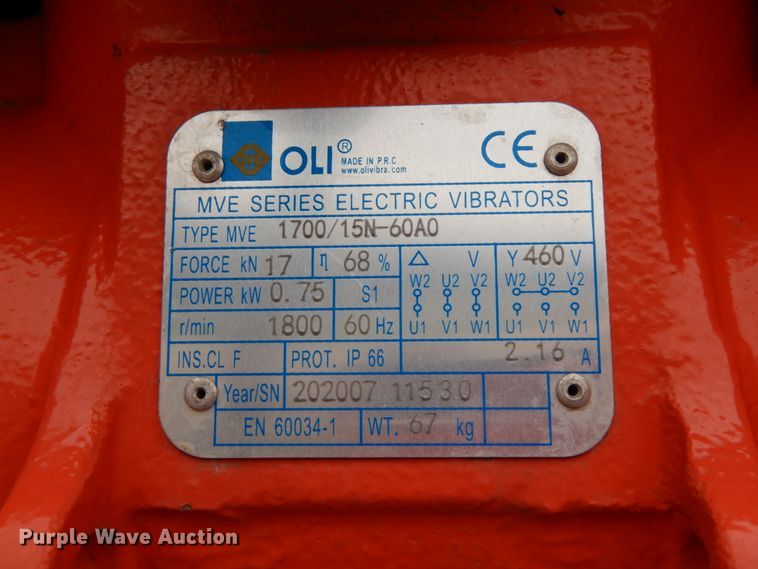 OLI ® MADE IN P.R.C CE
www.olivibra.com
MVE SERIES ELECTRIC VIBRATORS
TYPE MVE 1700/15N-60A0
FORCE kN 17 η 68 % △ V Y 460 V
W2 U2 V2 W2 U2 V2
POWER kW 0.75 S1
U1 V1 W1 U1 V1 W1
r/min 1800 60 Hz
INS.CL F PROT. IP 66 2.16 A
Year/SN 202007 11530
EN 60034-1 WT. 67 kg
Purple Wave Auction